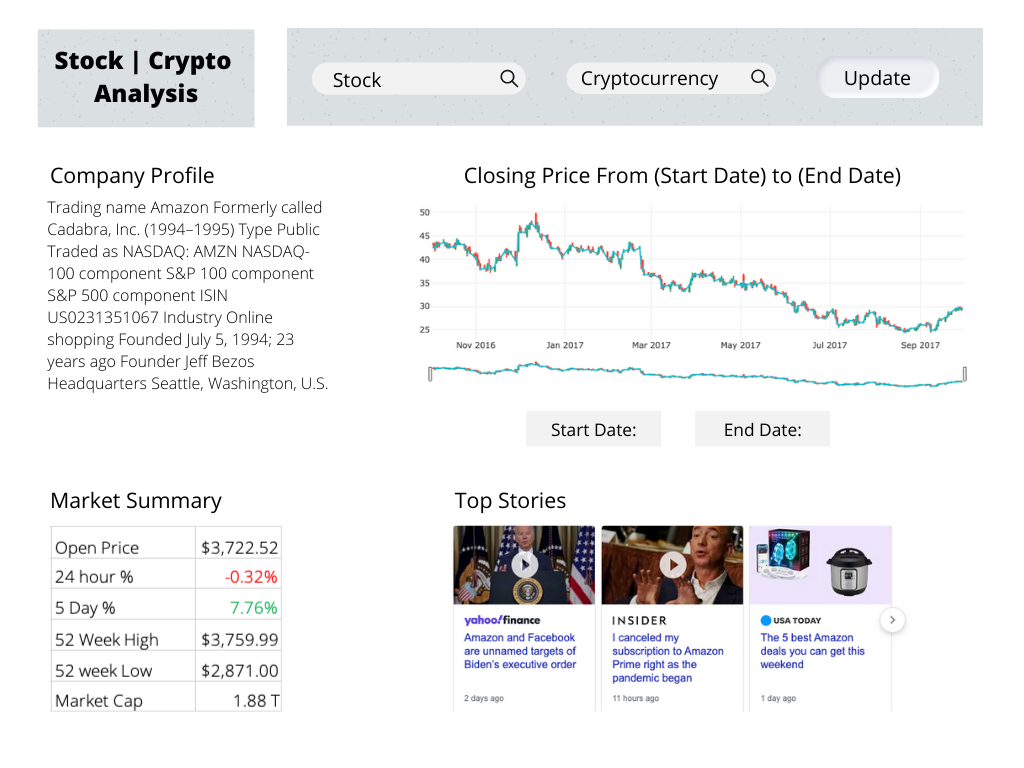 Stock | Crypto
Analysis
Stock
Cryptocurrency
Update
Company Profile
Trading name Amazon Formerly called
Cadabra, Inc. (1994–1995) Type Public
Traded as NASDAQ: AMZN NASDAQ-
100 component S&P 100 component
S&P 500 component ISIN
US0231351067 Industry Online
shopping Founded July 5, 1994; 23
years ago Founder Jeff Bezos
Headquarters Seattle, Washington, U.S.
Closing Price From (Start Date) to (End Date)
50
45
40
35
30
25
Nov 2016 Jan 2017 Mar 2017 May 2017 Jul 2017 Sep 2017
Start Date:
End Date:
Market Summary
Open Price $3,722.52
24 hour % -0.32%
5 Day % 7.76%
52 Week High $3,759.99
52 week Low $2,871.00
Market Cap 1.88 T
Top Stories
yahoo!finance
Amazon and Facebook
are unnamed targets of
Biden's executive order
2 days ago
INSIDER
I canceled my
subscription to Amazon
Prime right as the
pandemic began
11 hours ago
USA TODAY
The 5 best Amazon
deals you can get this
weekend
1 day ago